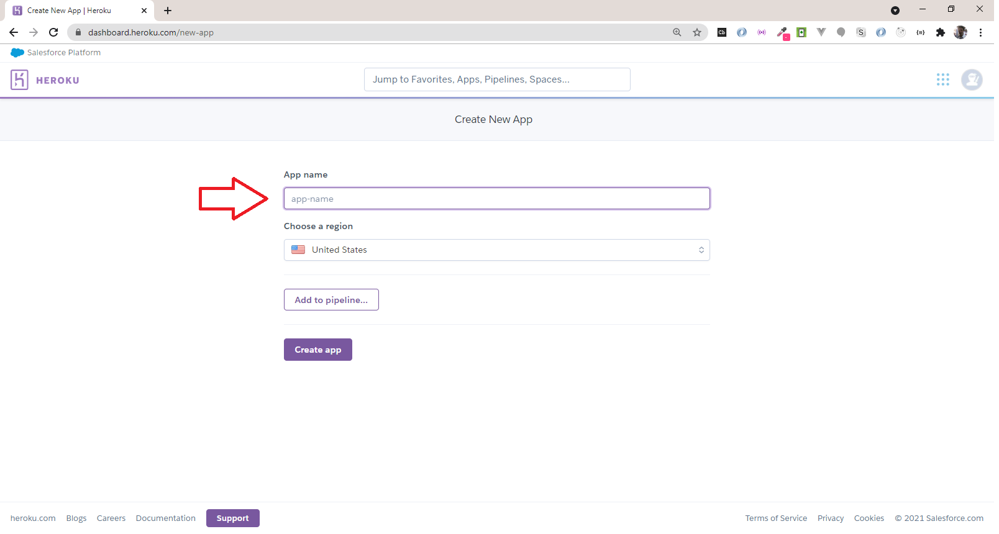 Create New App | Heroku
dashboard.heroku.com/new-app
Cb
S
Salesforce Platform
HEROKU
Jump to Favorites, Apps, Pipelines, Spaces...
Create New App
App name
app-name
Choose a region
United States
Add to pipeline...
Create app
heroku.com Blogs Careers Documentation Support
Terms of Service Privacy Cookies © 2021 Salesforce.com